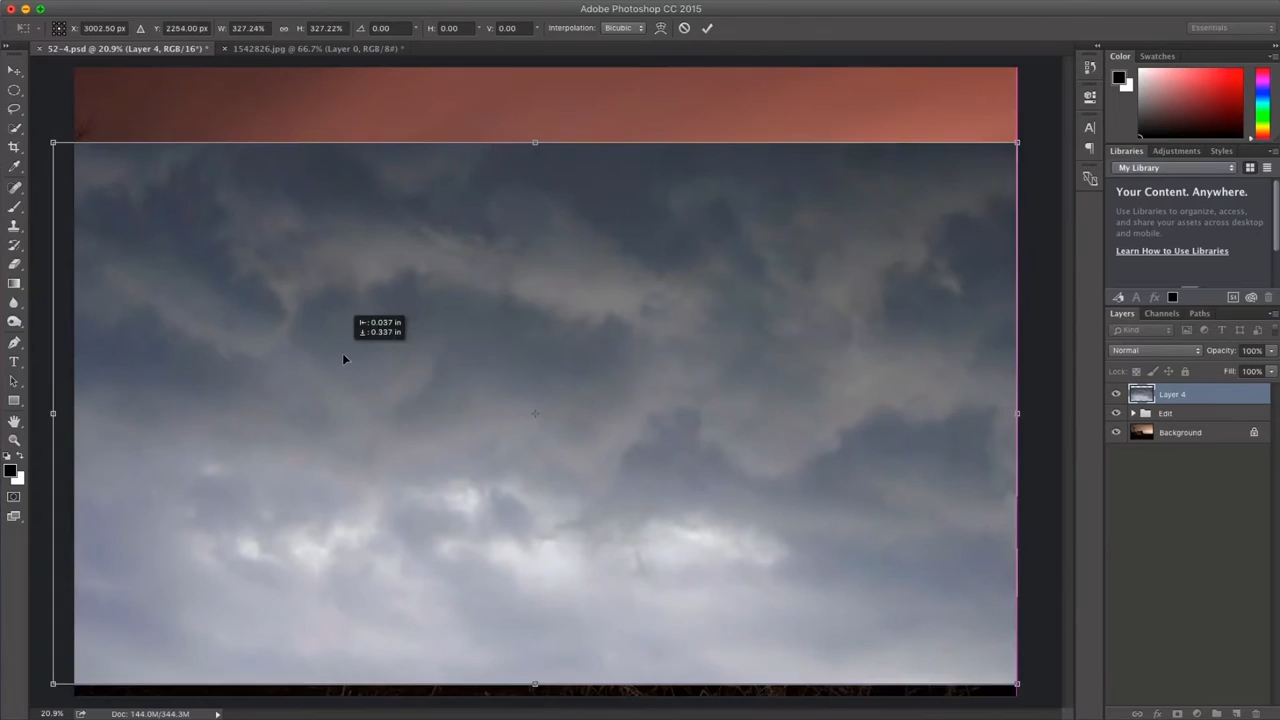 Adobe Photoshop CC 2015
X: 3002.50 px Y: 2254.00 px W: 327.24% H: 327.22% 0.00 H: 0.00 V: 0.00 Interpolation: Bicubic Essentials
52-4.psd @ 20.9% (Layer 4, RGB/16*) * 1542826.jpg @ 66.7% (Layer 0, RGB/8#) *
Color Swatches
Libraries Adjustments Styles
My Library
Your Content. Anywhere.
Use Libraries to organize, access,
and share your assets across desktop
and mobile.
Learn How to Use Libraries
Layers Channels Paths
Kind
Normal Opacity: 100%
Lock: Fill: 100%
Layer 4
Edit
Background
0.037 in
0.337 in
20.9% Doc: 144.0M/344.3M